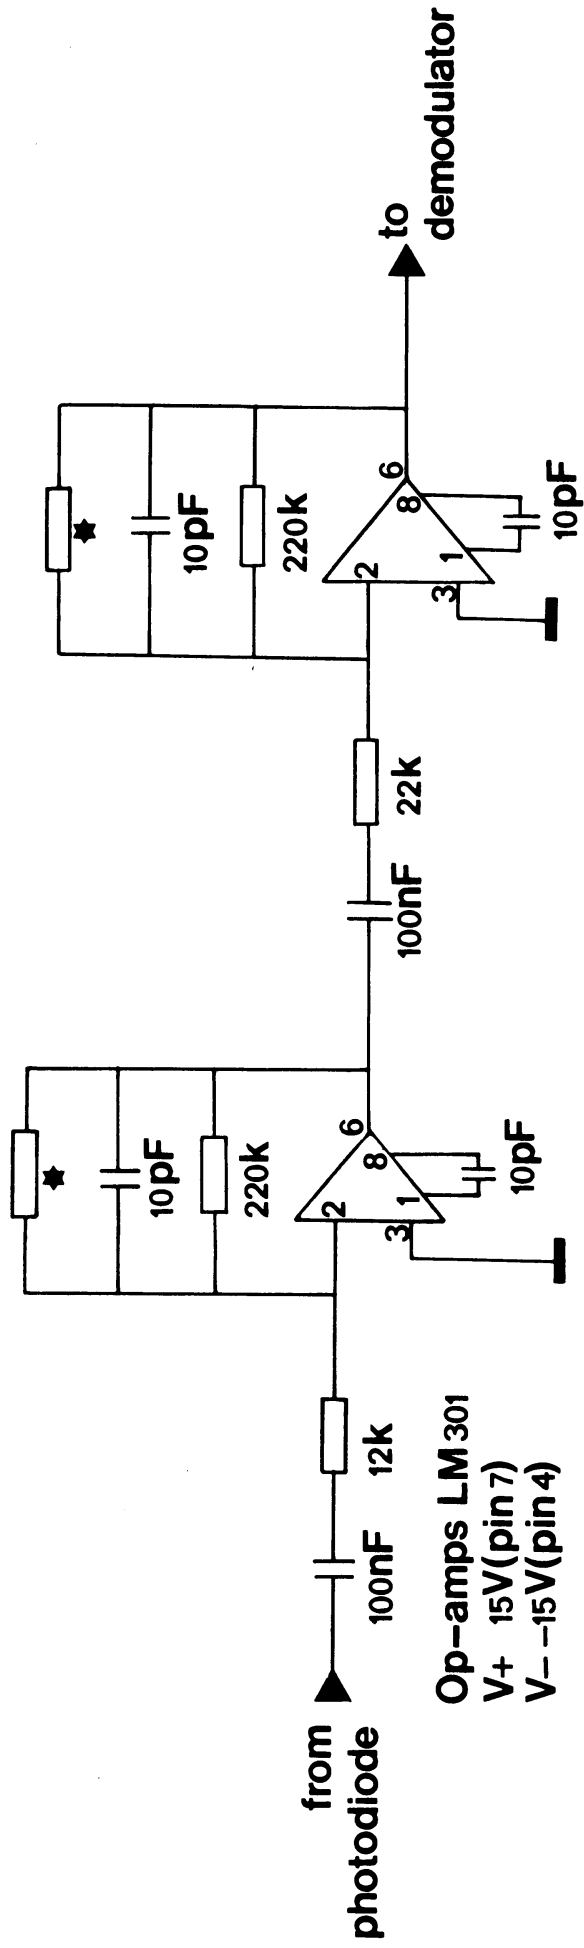 from
photodiode
100nF
12k
★
10pF
220k
2
3
6
8
1
10pF
100nF
22k
★
10pF
220k
2
3
6
8
1
10pF
to
demodulator
Op-amps LM301
V+ 15V(pin 7)
V- -15V(pin 4)